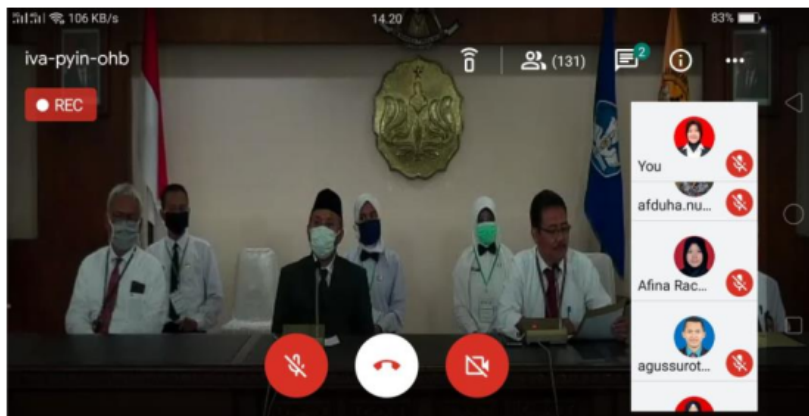 106 KB/s
14.20
83%
iva-pyin-ohb
(131)
2
REC
You
afduha.nu...
Afina Rac...
agussurot...